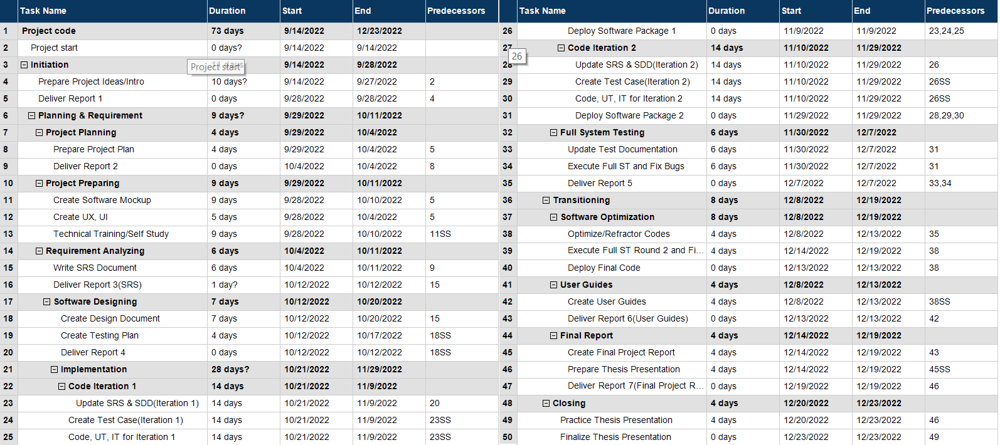 Task Name Duration Start End Predecessors
1 Project code 73 days 9/14/2022 12/23/2022
2 Project start 0 days? 9/14/2022 9/14/2022
3 Initiation 11 days 9/14/2022 9/28/2022
Project start
4 Prepare Project Ideas/Intro 10 days? 9/14/2022 9/27/2022 2
5 Deliver Report 1 0 days 9/28/2022 9/28/2022 4
6 Planning & Requirement 9 days? 9/29/2022 10/11/2022
7 Project Planning 4 days 9/29/2022 10/4/2022
8 Prepare Project Plan 4 days 9/29/2022 10/4/2022 5
9 Deliver Report 2 0 days 10/4/2022 10/4/2022 8
10 Project Preparing 9 days 9/29/2022 10/11/2022
11 Create Software Mockup 9 days 9/28/2022 10/10/2022 5
12 Create UX, UI 5 days 9/28/2022 10/4/2022 5
13 Technical Training/Self Study 9 days 9/28/2022 10/10/2022 11SS
14 Requirement Analyzing 6 days 10/4/2022 10/11/2022
15 Write SRS Document 6 days 10/4/2022 10/11/2022 9
16 Deliver Report 3(SRS) 1 day? 10/12/2022 10/12/2022 15
17 Software Designing 7 days 10/12/2022 10/20/2022
18 Create Design Document 7 days 10/12/2022 10/20/2022 15
19 Create Testing Plan 4 days 10/12/2022 10/17/2022 18SS
20 Deliver Report 4 0 days 10/12/2022 10/12/2022 18SS
21 Implementation 28 days? 10/21/2022 11/29/2022
22 Code Iteration 1 14 days 10/21/2022 11/9/2022
23 Update SRS & SDD(Iteration 1) 14 days 10/21/2022 11/9/2022 20
24 Create Test Case(Iteration 1) 14 days 10/21/2022 11/9/2022 23SS
25 Code, UT, IT for Iteration 1 14 days 10/21/2022 11/9/2022 23SS
Task Name Duration Start End Predecessors
26 Deploy Software Package 1 0 days 11/9/2022 11/9/2022 23,24,25
27 Code Iteration 2 14 days 11/10/2022 11/29/2022
26
28 Update SRS & SDD(Iteration 2) 14 days 11/10/2022 11/29/2022 26
29 Create Test Case(Iteration 2) 14 days 11/10/2022 11/29/2022 26SS
30 Code, UT, IT for Iteration 2 14 days 11/10/2022 11/29/2022 26SS
31 Deploy Software Package 2 0 days 11/29/2022 11/29/2022 28,29,30
32 Full System Testing 6 days 11/30/2022 12/7/2022
33 Update Test Documentation 6 days 11/30/2022 12/7/2022 31
34 Execute Full ST and Fix Bugs 6 days 11/30/2022 12/7/2022 31
35 Deliver Report 5 0 days 12/7/2022 12/7/2022 33,34
36 Transitioning 8 days 12/8/2022 12/19/2022
37 Software Optimization 8 days 12/8/2022 12/19/2022
38 Optimize/Refractor Codes 4 days 12/8/2022 12/13/2022 35
39 Execute Full ST Round 2 and Fi... 4 days 12/14/2022 12/19/2022 38
40 Deploy Final Code 0 days 12/13/2022 12/13/2022 38
41 User Guides 4 days 12/8/2022 12/13/2022
42 Create User Guides 4 days 12/8/2022 12/13/2022 38SS
43 Deliver Report 6(User Guides) 0 days 12/13/2022 12/13/2022 42
44 Final Report 4 days 12/14/2022 12/19/2022
45 Create Final Project Report 4 days 12/14/2022 12/19/2022 43
46 Prepare Thesis Presentation 4 days 12/14/2022 12/19/2022 45SS
47 Deliver Report 7(Final Project R... 0 days 12/19/2022 12/19/2022 46
48 Closing 4 days 12/20/2022 12/23/2022
49 Practice Thesis Presentation 4 days 12/20/2022 12/23/2022 46
50 Finalize Thesis Presentation 0 days 12/23/2022 12/23/2022 49